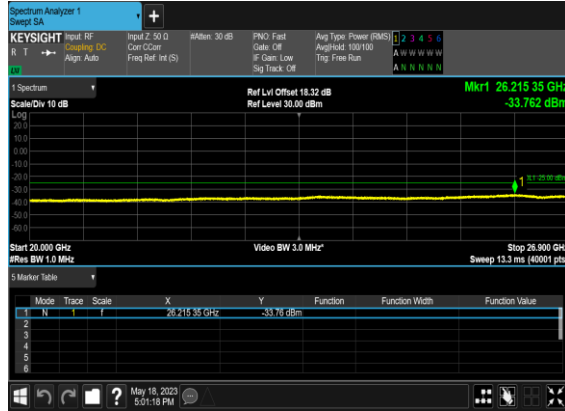 Spectrum Analyzer 1
Swept SA
KEYSIGHT Input: RF Input Z: 50 Ω #Atten: 30 dB PNO: Fast Avg Type: Power (RMS) 1 2 3 4 5 6
R T Coupling: DC Corr CCorr Gate: Off Avg|Hold: 100/100 A W W W W W
Align: Auto Freq Ref: Int (S) IF Gain: Low Trig: Free Run
Sig Track: Off A N N N N N
1 Spectrum Ref Lvl Offset 18.32 dB Mkr1 26.215 35 GHz
Scale/Div 10 dB Ref Level 30.00 dBm -33.762 dBm
Log
20.0
10.0
0.00
-10.0
-20.0
-30.0
-40.0
-50.0
-60.0
1
Start 20.000 GHz Video BW 3.0 MHz* Stop 26.900 GH
#Res BW 1.0 MHz Sweep 13.3 ms (40001 pts
5 Marker Table
Mode Trace Scale X Y Function Function Width Function Value
1 N 1 f 26.215 35 GHz -33.76 dBm
2
3
4
5
6
May 18, 2023
5:01:18 PM